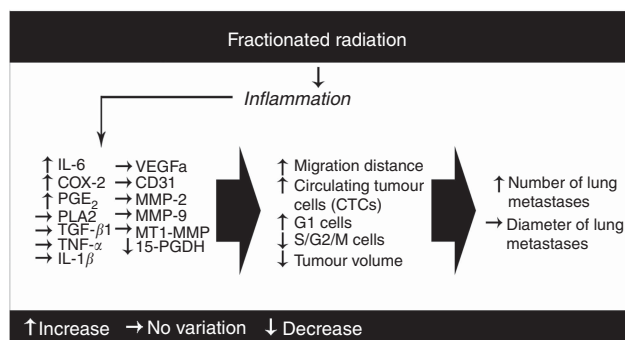 Fractionated radiation
↓
Inflammation
↑ IL-6
↑ COX-2
↑ PGE₂
→ PLA2
→ TGF-β1
→ TNF-α
→ IL-1β
→ VEGFa
→ CD31
→ MMP-2
→ MMP-9
→ MT1-MMP
↓ 15-PGDH
↑ Migration distance
↑ Circulating tumour
cells (CTCs)
↑ G1 cells
↓ S/G2/M cells
↓ Tumour volume
↑ Number of lung
metastases
→ Diameter of lung
metastases
↑ Increase → No variation ↓ Decrease